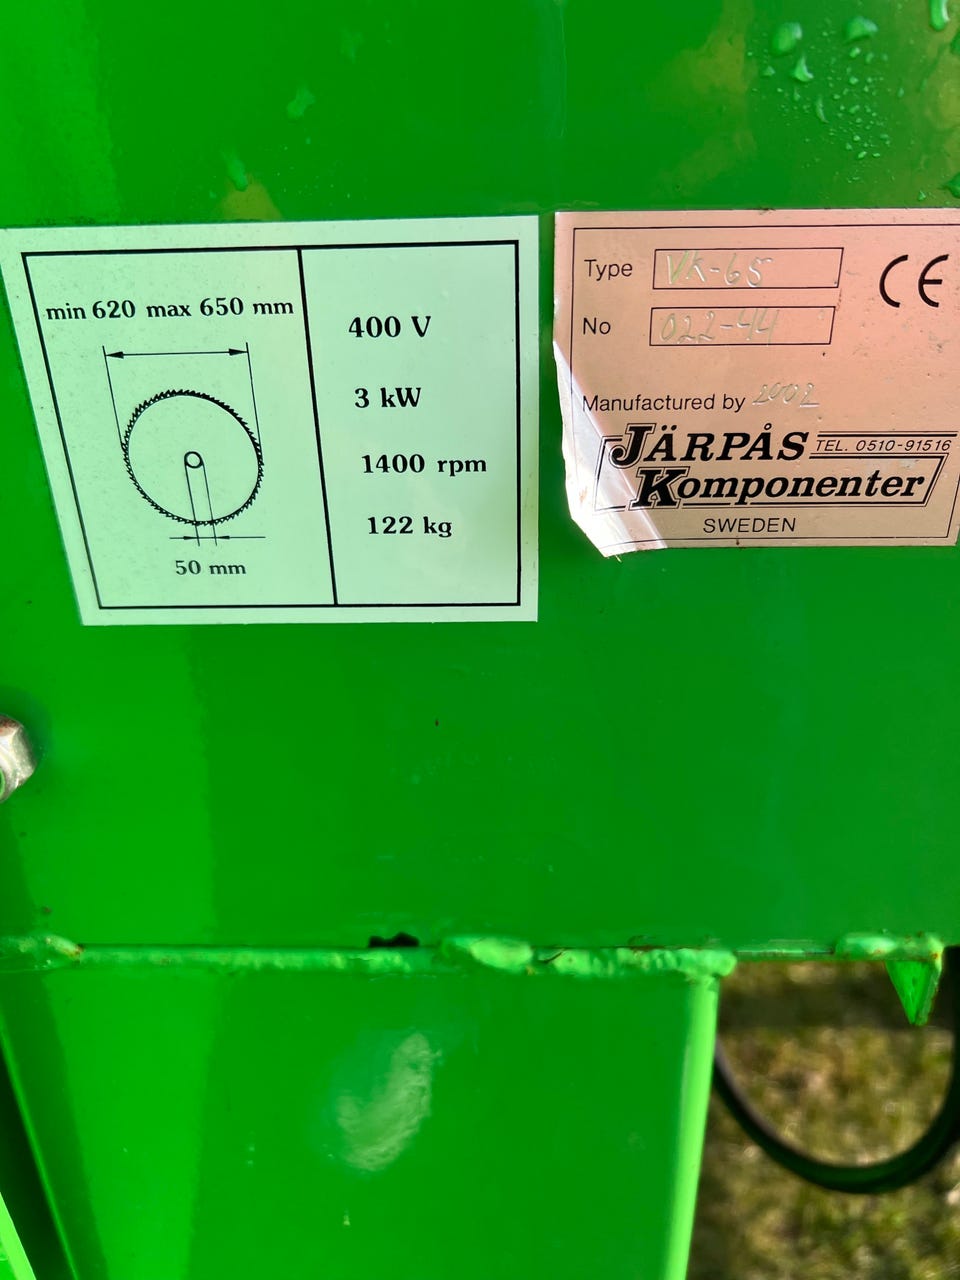 min 620 max 650 mm
50 mm
400 V
3 kW
1400 rpm
122 kg
Type VK-65
No 022-44
CE
Manufactured by 2002
JÄRPÅS TEL. 0510-91516
Komponenter
SWEDEN